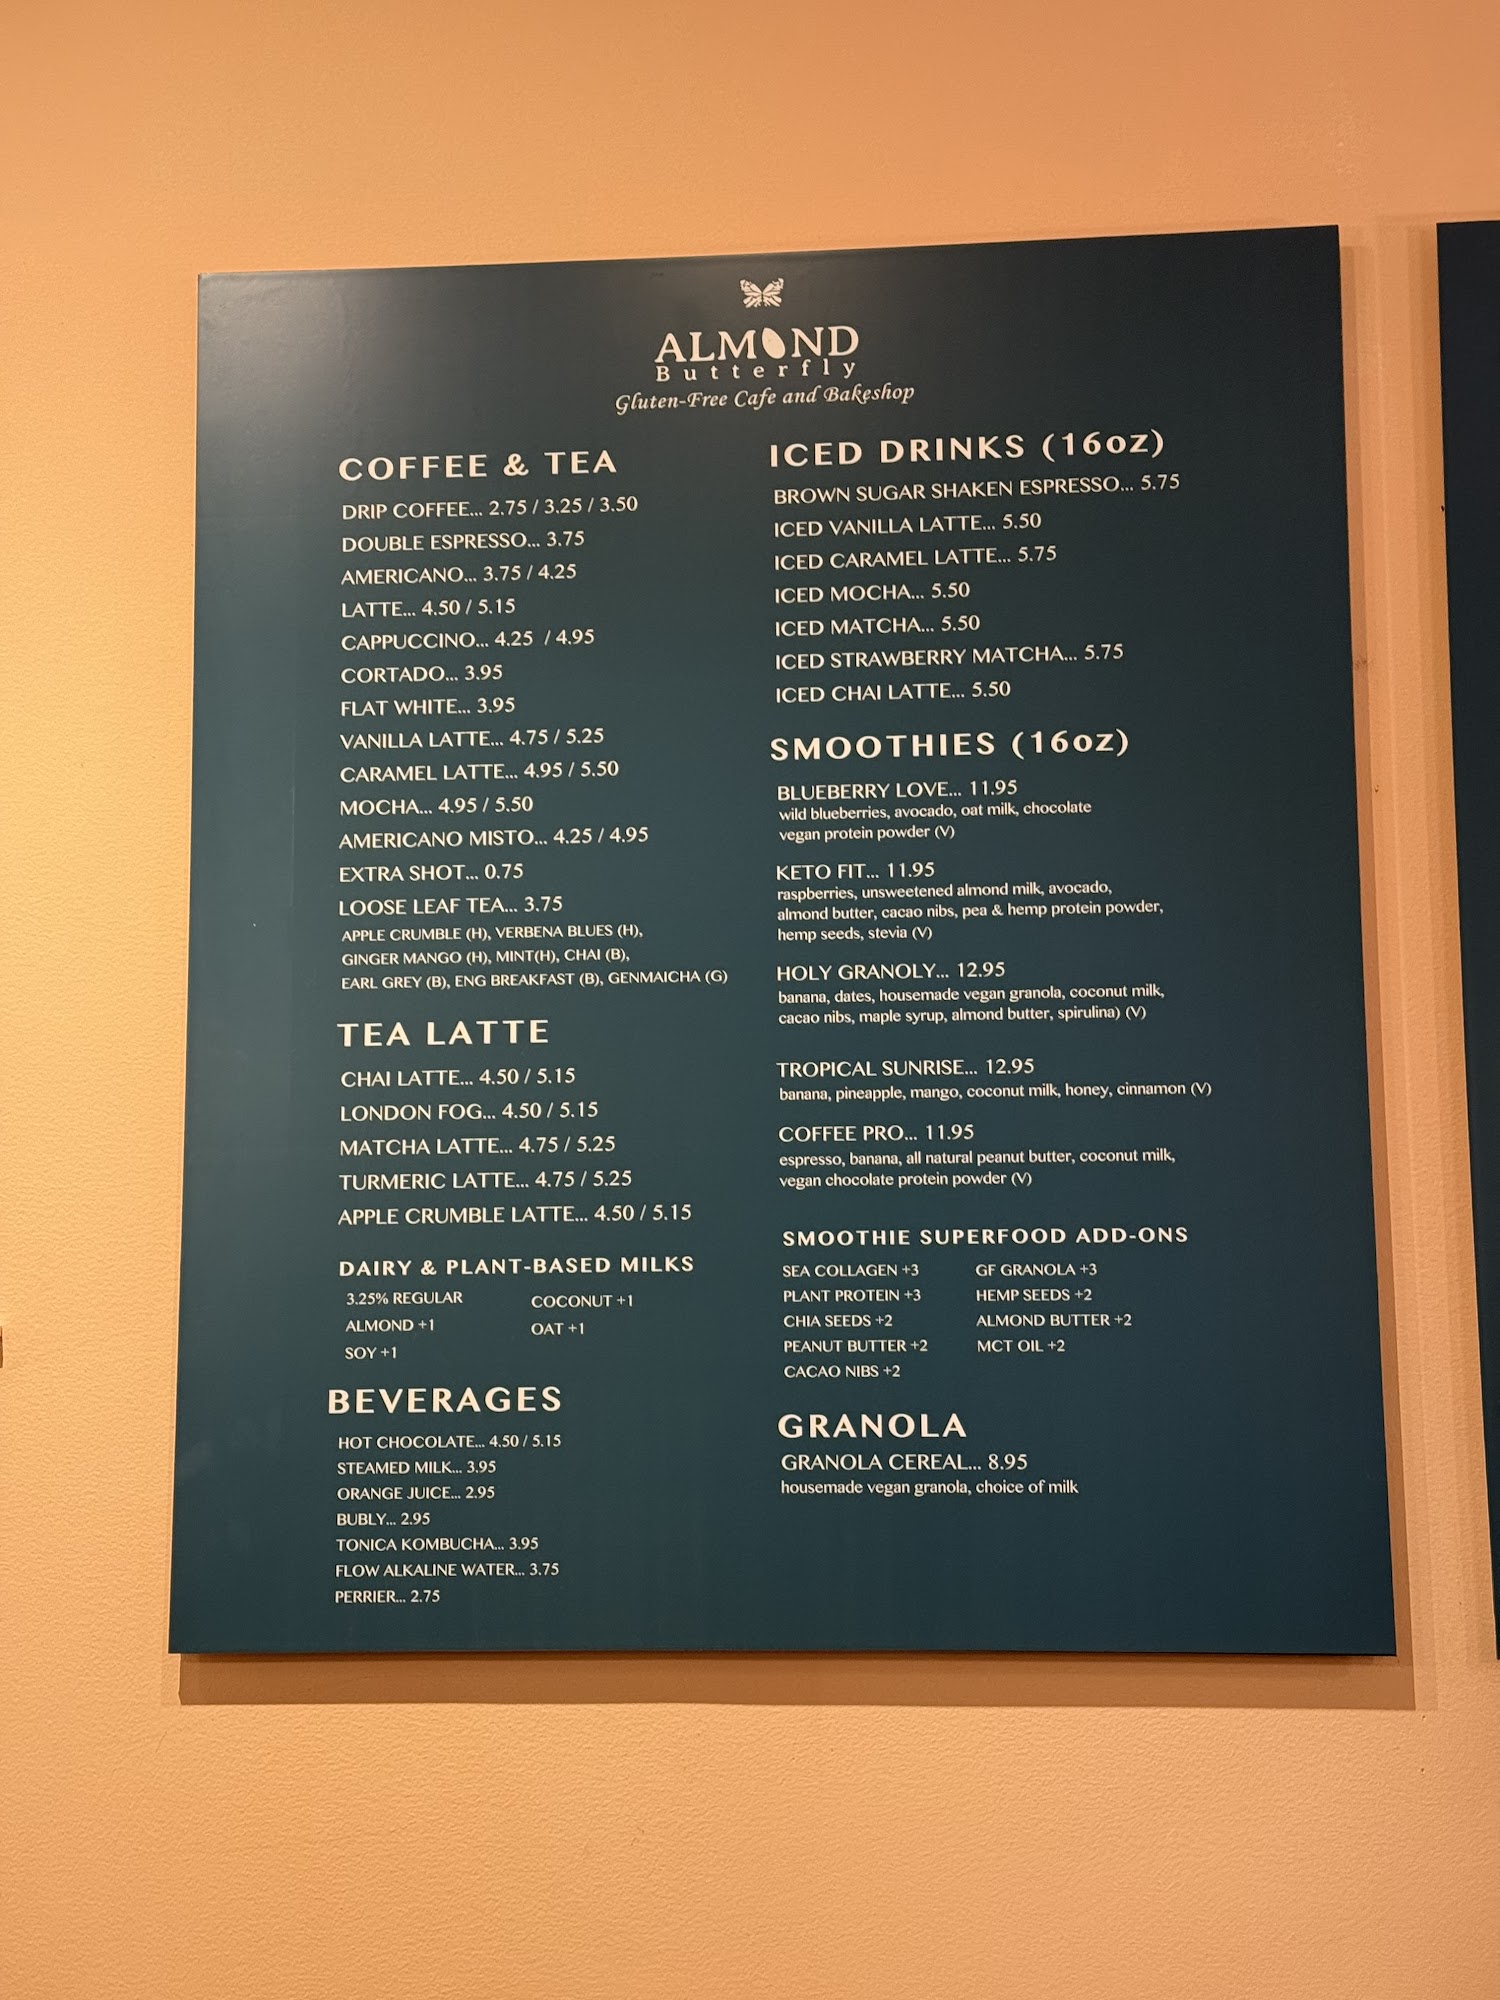 ALMOND
Butterfly
Gluten-Free Cafe and Bakeshop
COFFEE & TEA
DRIP COFFEE... 2.75 / 3.25 / 3.50
DOUBLE ESPRESSO... 3.75
AMERICANO... 3.75 / 4.25
LATTE... 4.50 / 5.15
CAPPUCCINO... 4.25 / 4.95
CORTADO... 3.95
FLAT WHITE... 3.95
VANILLA LATTE... 4.75 / 5.25
CARAMEL LATTE... 4.95 / 5.50
MOCHA... 4.95 / 5.50
AMERICANO MISTO... 4.25 / 4.95
EXTRA SHOT... 0.75
LOOSE LEAF TEA... 3.75
APPLE CRUMBLE (H), VERBENA BLUES (H),
GINGER MANGO (H), MINT(H), CHAI (B),
EARL GREY (B), ENG BREAKFAST (B), GENMAICHA (G)
TEA LATTE
CHAI LATTE... 4.50 / 5.15
LONDON FOG... 4.50 / 5.15
MATCHA LATTE... 4.75 / 5.25
TURMERIC LATTE... 4.75 / 5.25
APPLE CRUMBLE LATTE... 4.50 / 5.15
DAIRY & PLANT-BASED MILKS
3.25% REGULAR
ALMOND +1
SOY +1
COCONUT +1
OAT +1
BEVERAGES
HOT CHOCOLATE... 4.50 / 5.15
STEAMED MILK... 3.95
ORANGE JUICE... 2.95
BUBLY... 2.95
TONICA KOMBUCHA... 3.95
FLOW ALKALINE WATER... 3.75
PERRIER... 2.75
ICED DRINKS (16oz)
BROWN SUGAR SHAKEN ESPRESSO... 5.75
ICED VANILLA LATTE... 5.50
ICED CARAMEL LATTE... 5.75
ICED MOCHA... 5.50
ICED MATCHA... 5.50
ICED STRAWBERRY MATCHA... 5.75
ICED CHAI LATTE... 5.50
SMOOTHIES (16oz)
BLUEBERRY LOVE... 11.95
wild blueberries, avocado, oat milk, chocolate
vegan protein powder (V)
KETO FIT... 11.95
raspberries, unsweetened almond milk, avocado,
almond butter, cacao nibs, pea & hemp protein powder,
hemp seeds, stevia (V)
HOLY GRANOLY... 12.95
banana, dates, housemade vegan granola, coconut milk,
cacao nibs, maple syrup, almond butter, spirulina) (V)
TROPICAL SUNRISE... 12.95
banana, pineapple, mango, coconut milk, honey, cinnamon (V)
COFFEE PRO... 11.95
espresso, banana, all natural peanut butter, coconut milk,
vegan chocolate protein powder (V)
SMOOTHIE SUPERFOOD ADD-ONS
SEA COLLAGEN +3
PLANT PROTEIN +3
CHIA SEEDS +2
PEANUT BUTTER +2
CACAO NIBS +2
GF GRANOLA +3
HEMP SEEDS +2
ALMOND BUTTER +2
MCT OIL +2
GRANOLA
GRANOLA CEREAL... 8.95
housemade vegan granola, choice of milk